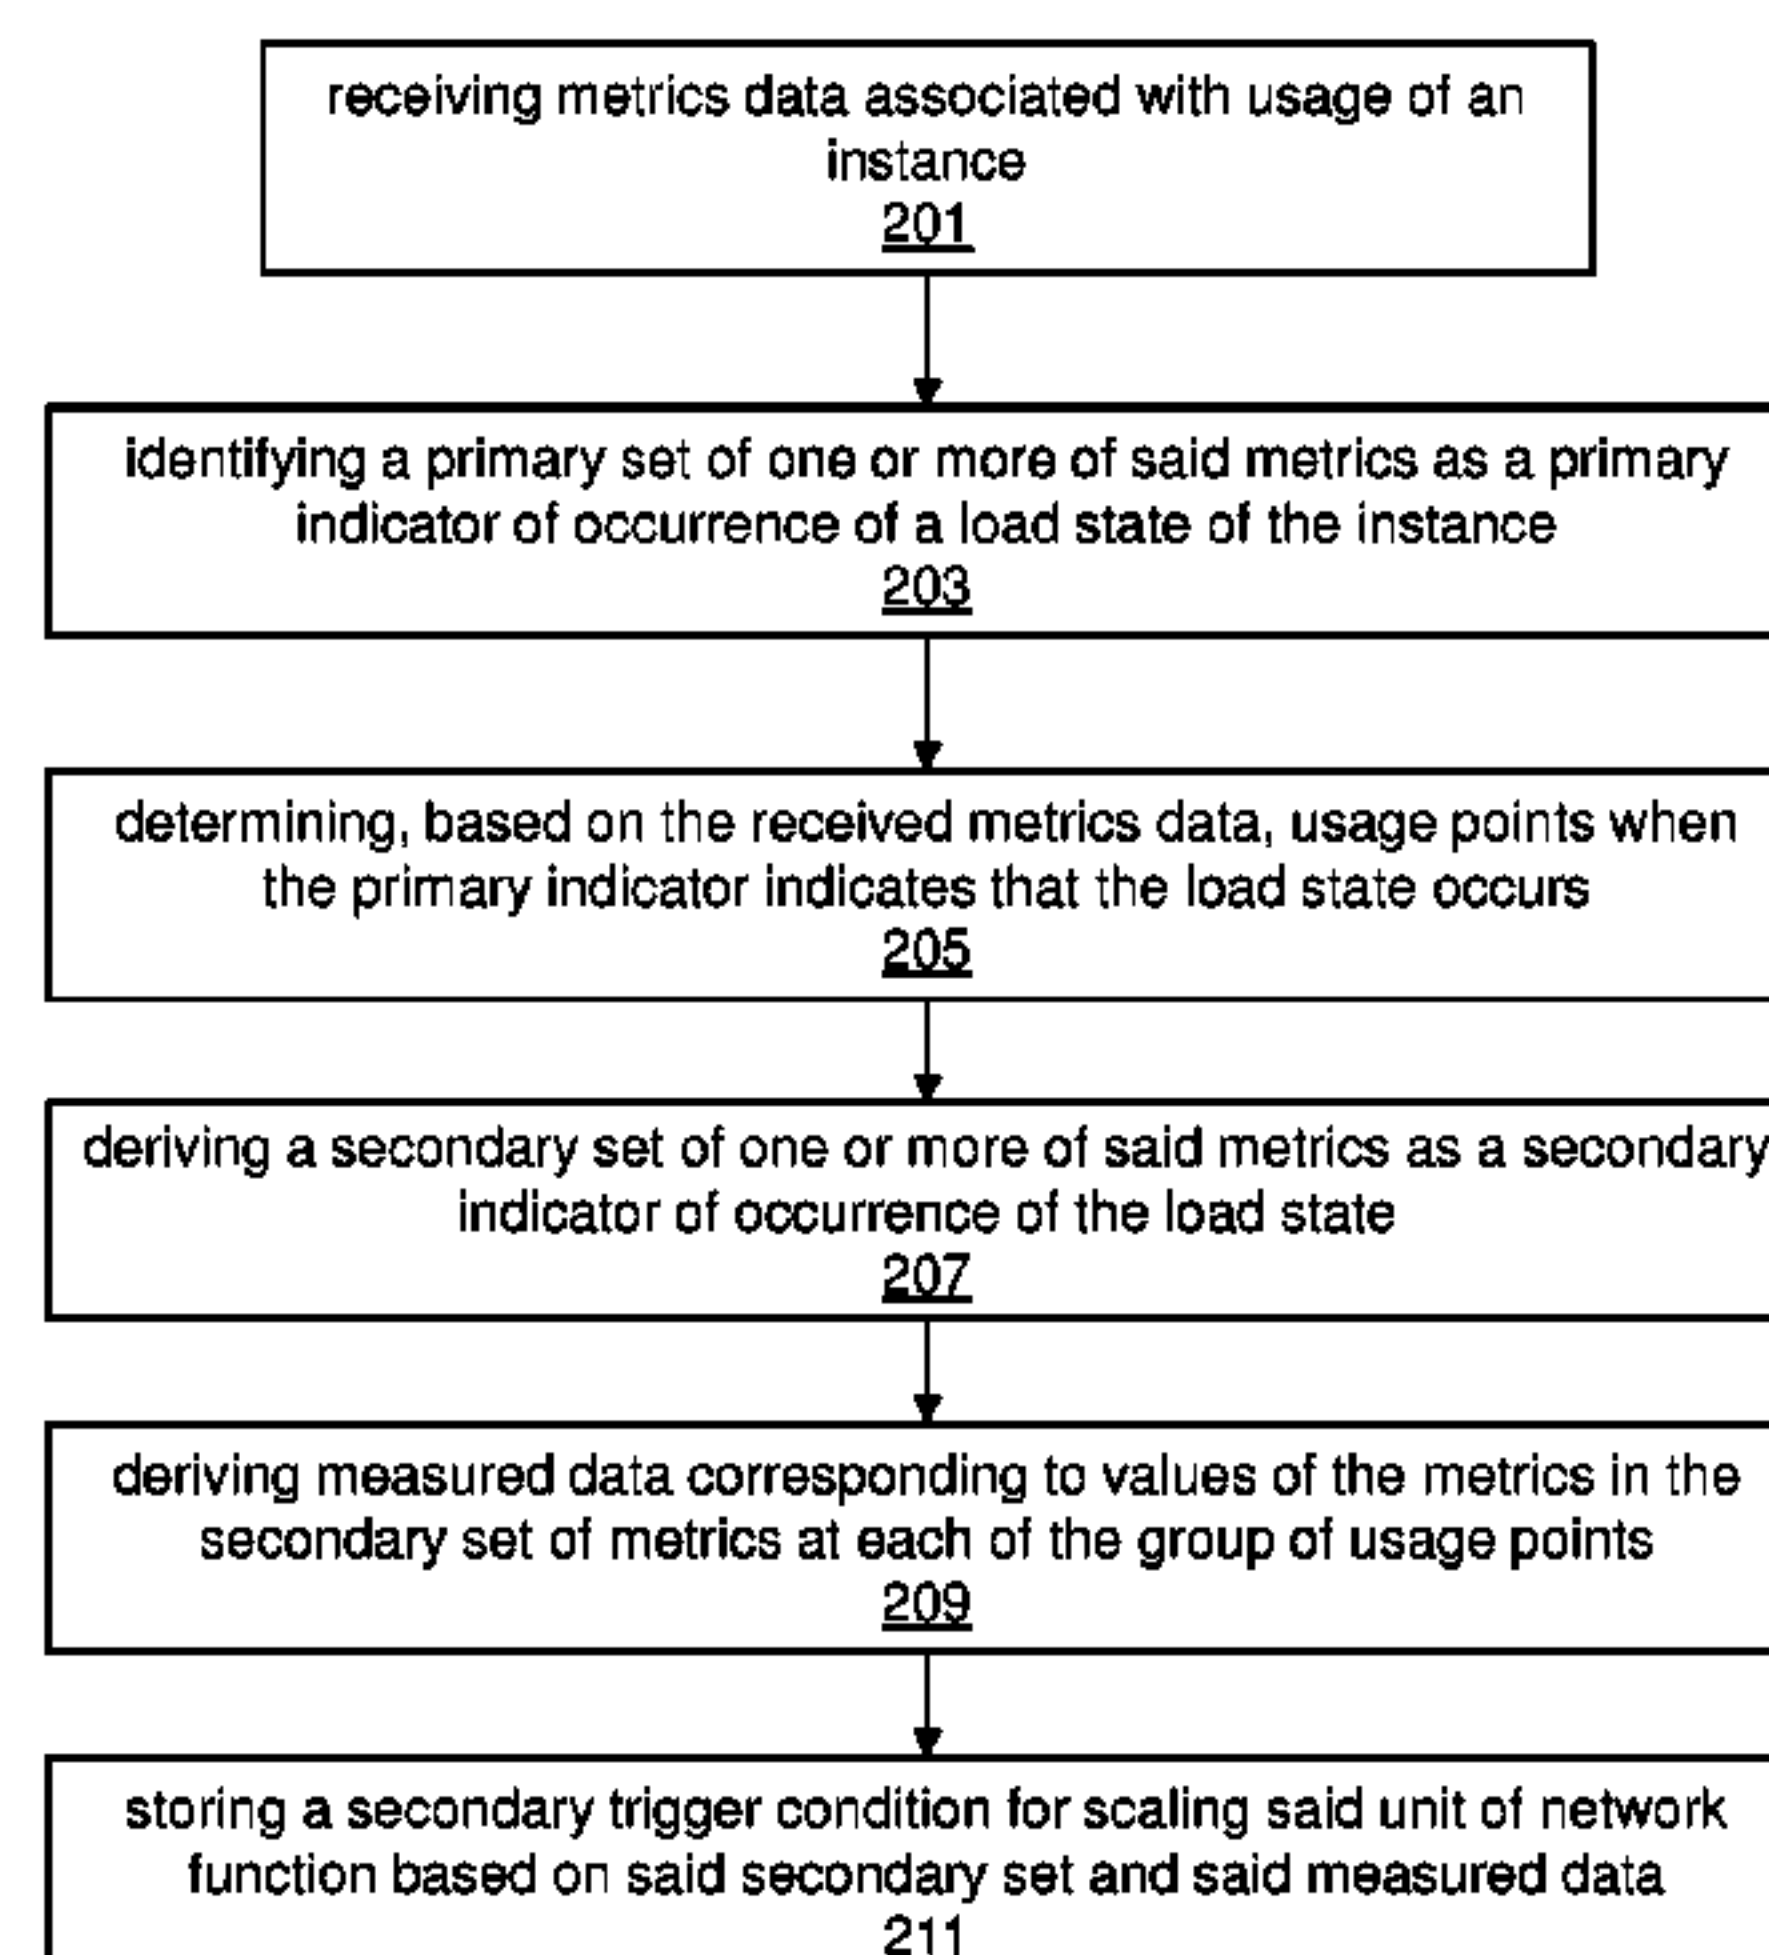 receiving metrics data associated with usage of an
instance
201
identifying a primary set of one or more of said metrics as a primary
indicator of occurrence of a load state of the instance
203
determining, based on the received metrics data, usage points when
the primary indicator indicates that the load state occurs
205
deriving a secondary set of one or more of said metrics as a secondary
indicator of occurrence of the load state
207
deriving measured data corresponding to values of the metrics in the
secondary set of metrics at each of the group of usage points
209
storing a secondary trigger condition for scaling said unit of network
function based on said secondary set and said measured data
211